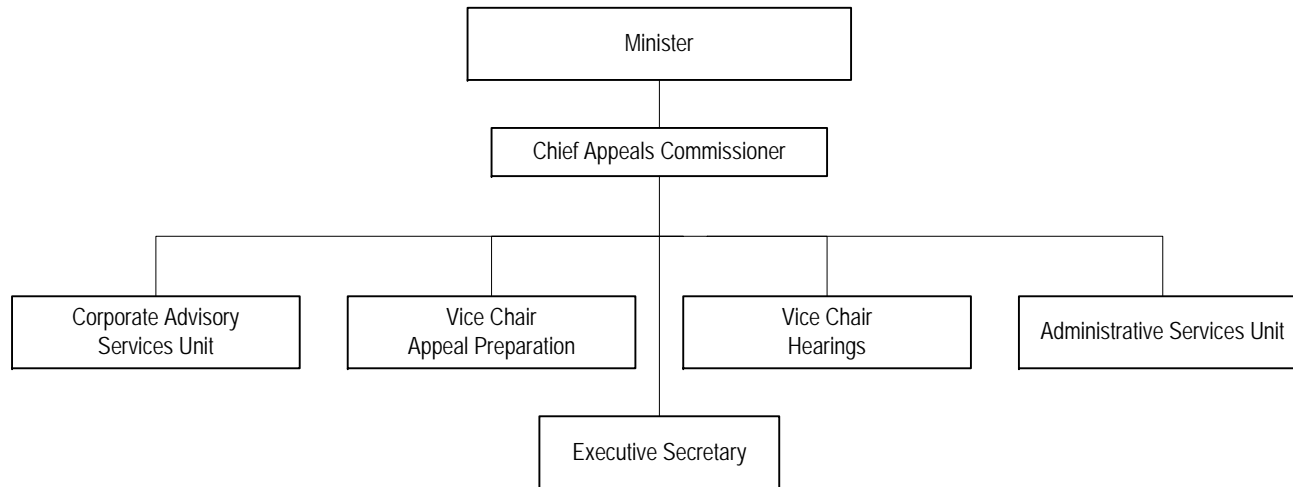 Minister
Chief Appeals Commissioner
Corporate Advisory
Services Unit
Vice Chair
Appeal Preparation
Vice Chair
Hearings
Administrative Services Unit
Executive Secretary